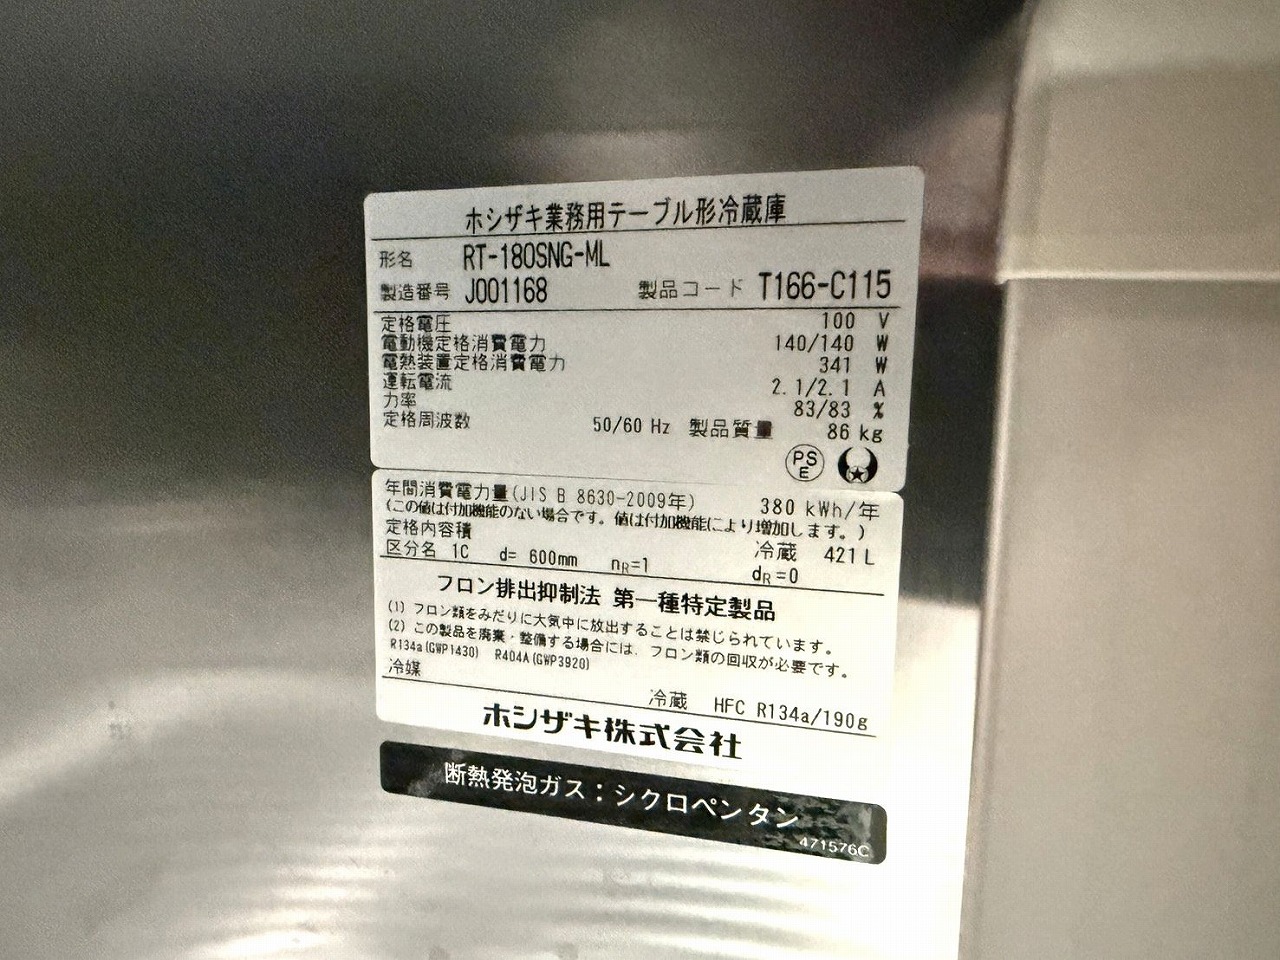 ホシザキ業務用テーブル形冷蔵庫
形名 RT-180SNG-ML
製造番号 J001168 製品コード T166-C115
定格電圧 100 V
電動機定格消費電力 140/140 W
電熱装置定格消費電力 341 W
運転電流 2.1/2.1 A
力率 83/83 %
定格周波数 50/60 Hz 製品質量 86 kg
PS
E
年間消費電力量(JIS B 8630-2009年) 380 kWh/年
(この値は付加機能のない場合です。値は付加機能により増加します。)
定格内容積 冷蔵 421 L
区分名 1C d= 600mm nR=1 dR=0
フロン排出抑制法 第一種特定製品
(1) フロン類をみだりに大気中に放出することは禁じられています。
(2) この製品を廃棄・整備する場合には、フロン類の回収が必要です。
R134a(GWP1430) R404A(GWP3920)
冷媒
冷蔵 HFC R134a/190g
ホシザキ株式会社
断熱発泡ガス：シクロペンタン
471576C